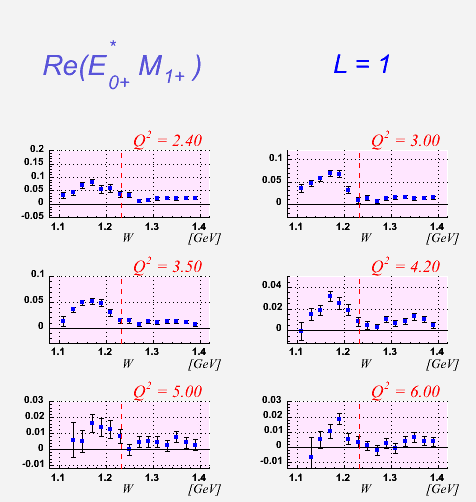 Re(E*0+ M1+) L = 1
Q² = 2.40 Q² = 3.00
0.2
0.15
0.1
0.05
0
-0.05
1.1 1.2 1.3 1.4
W [GeV]
0.1
0.05
0
1.1 1.2 1.3 1.4
W [GeV]
Q² = 3.50 Q² = 4.20
0.1
0.05
0
1.1 1.2 1.3 1.4
W [GeV]
0.04
0.02
0
1.1 1.2 1.3 1.4
W [GeV]
Q² = 5.00 Q² = 6.00
0.03
0.02
0.01
0
-0.01
1.1 1.2 1.3 1.4
W [GeV]
0.03
0.02
0.01
0
-0.01
1.1 1.2 1.3 1.4
W [GeV]